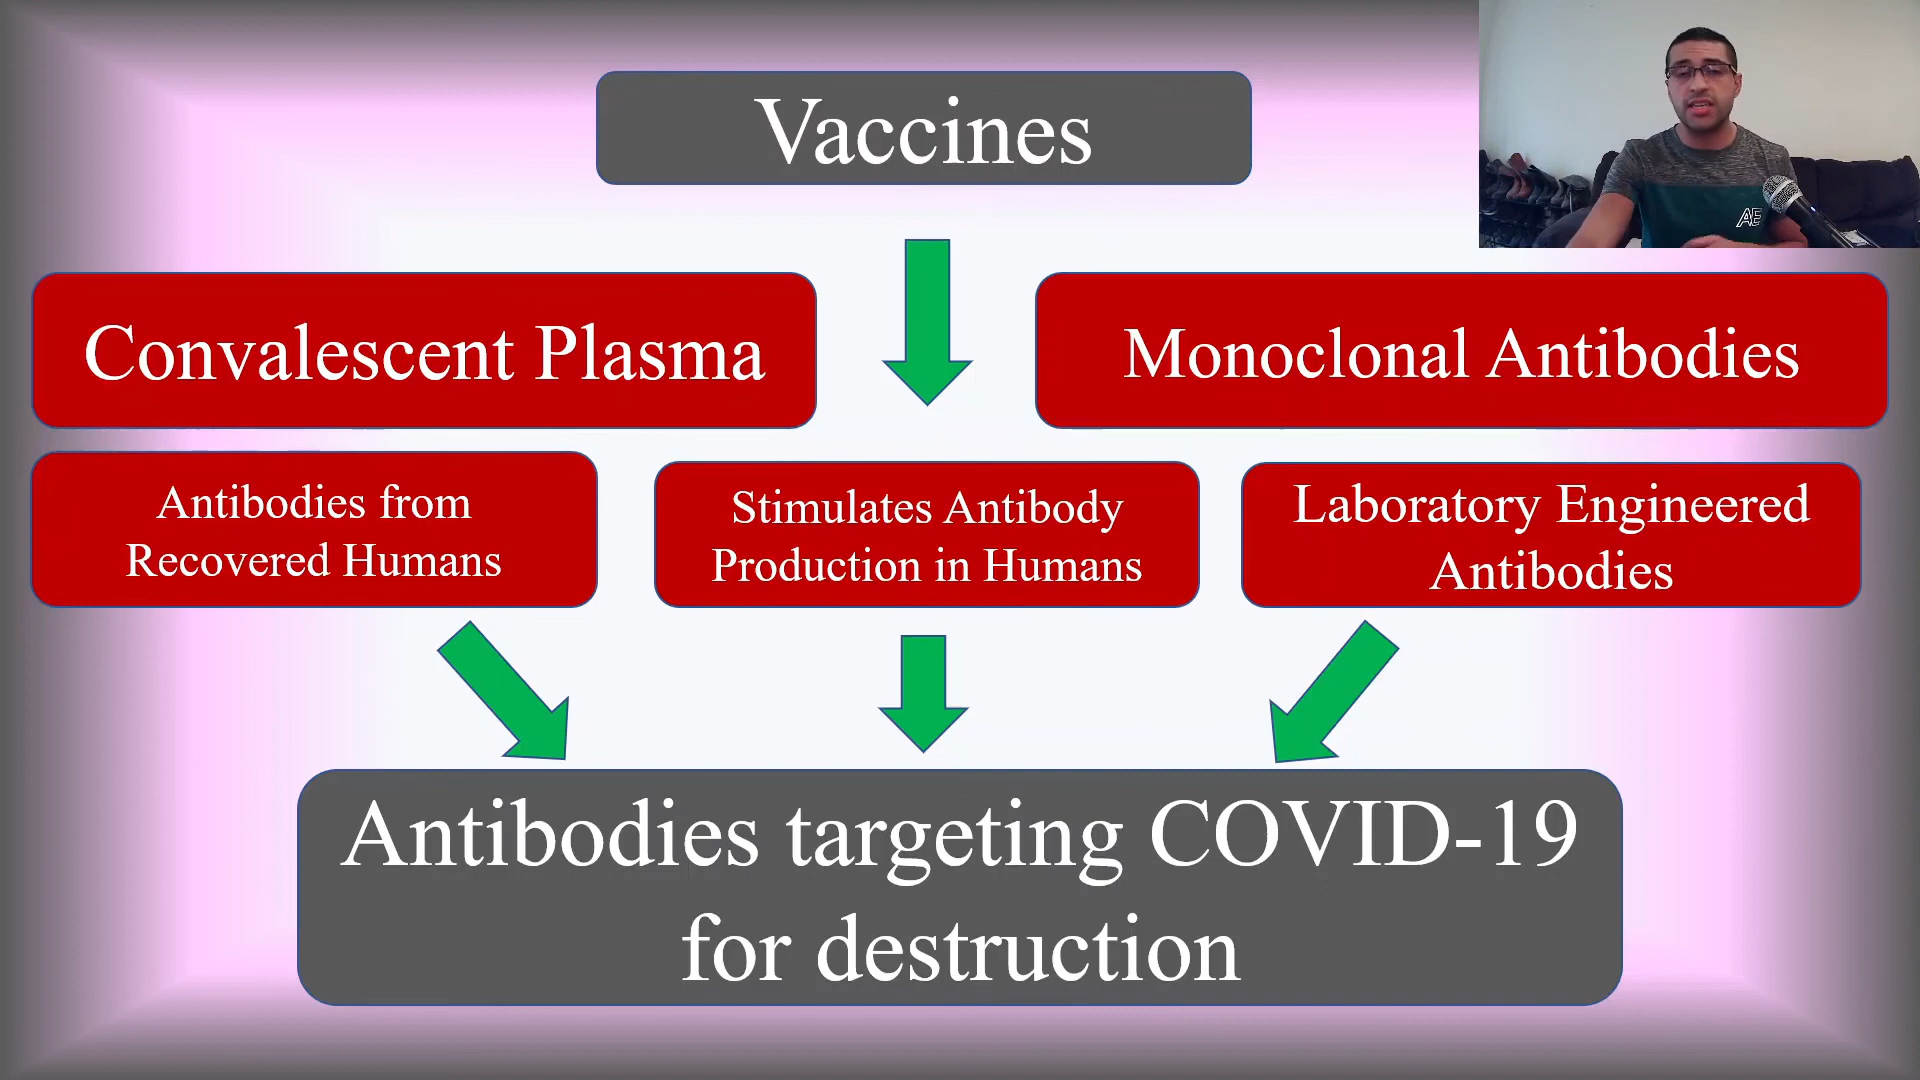 Vaccines
Convalescent Plasma
Monoclonal Antibodies
Antibodies from
Recovered Humans
Stimulates Antibody
Production in Humans
Laboratory Engineered
Antibodies
Antibodies targeting COVID-19
for destruction
AE